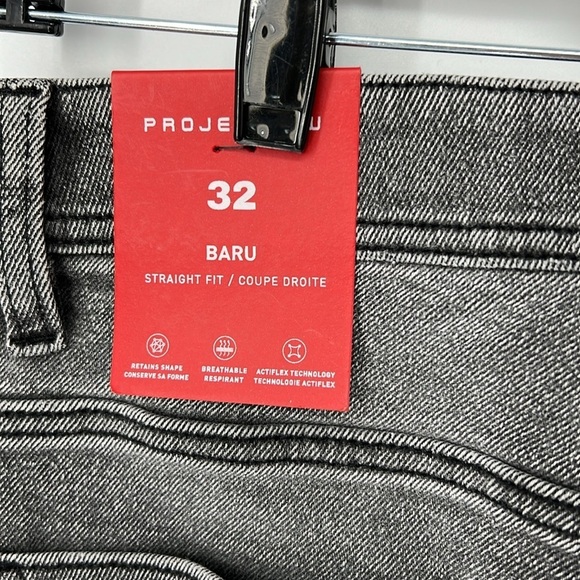 32
BARU
STRAIGHT FIT / COUPE DROITE
RETAINS SHAPE
CONSERVE SA FORME
BREATHABLE
RESPIRANT
ACTIFLEX TECHNOLOGY
TECHNOLOGIE ACTIFLEX